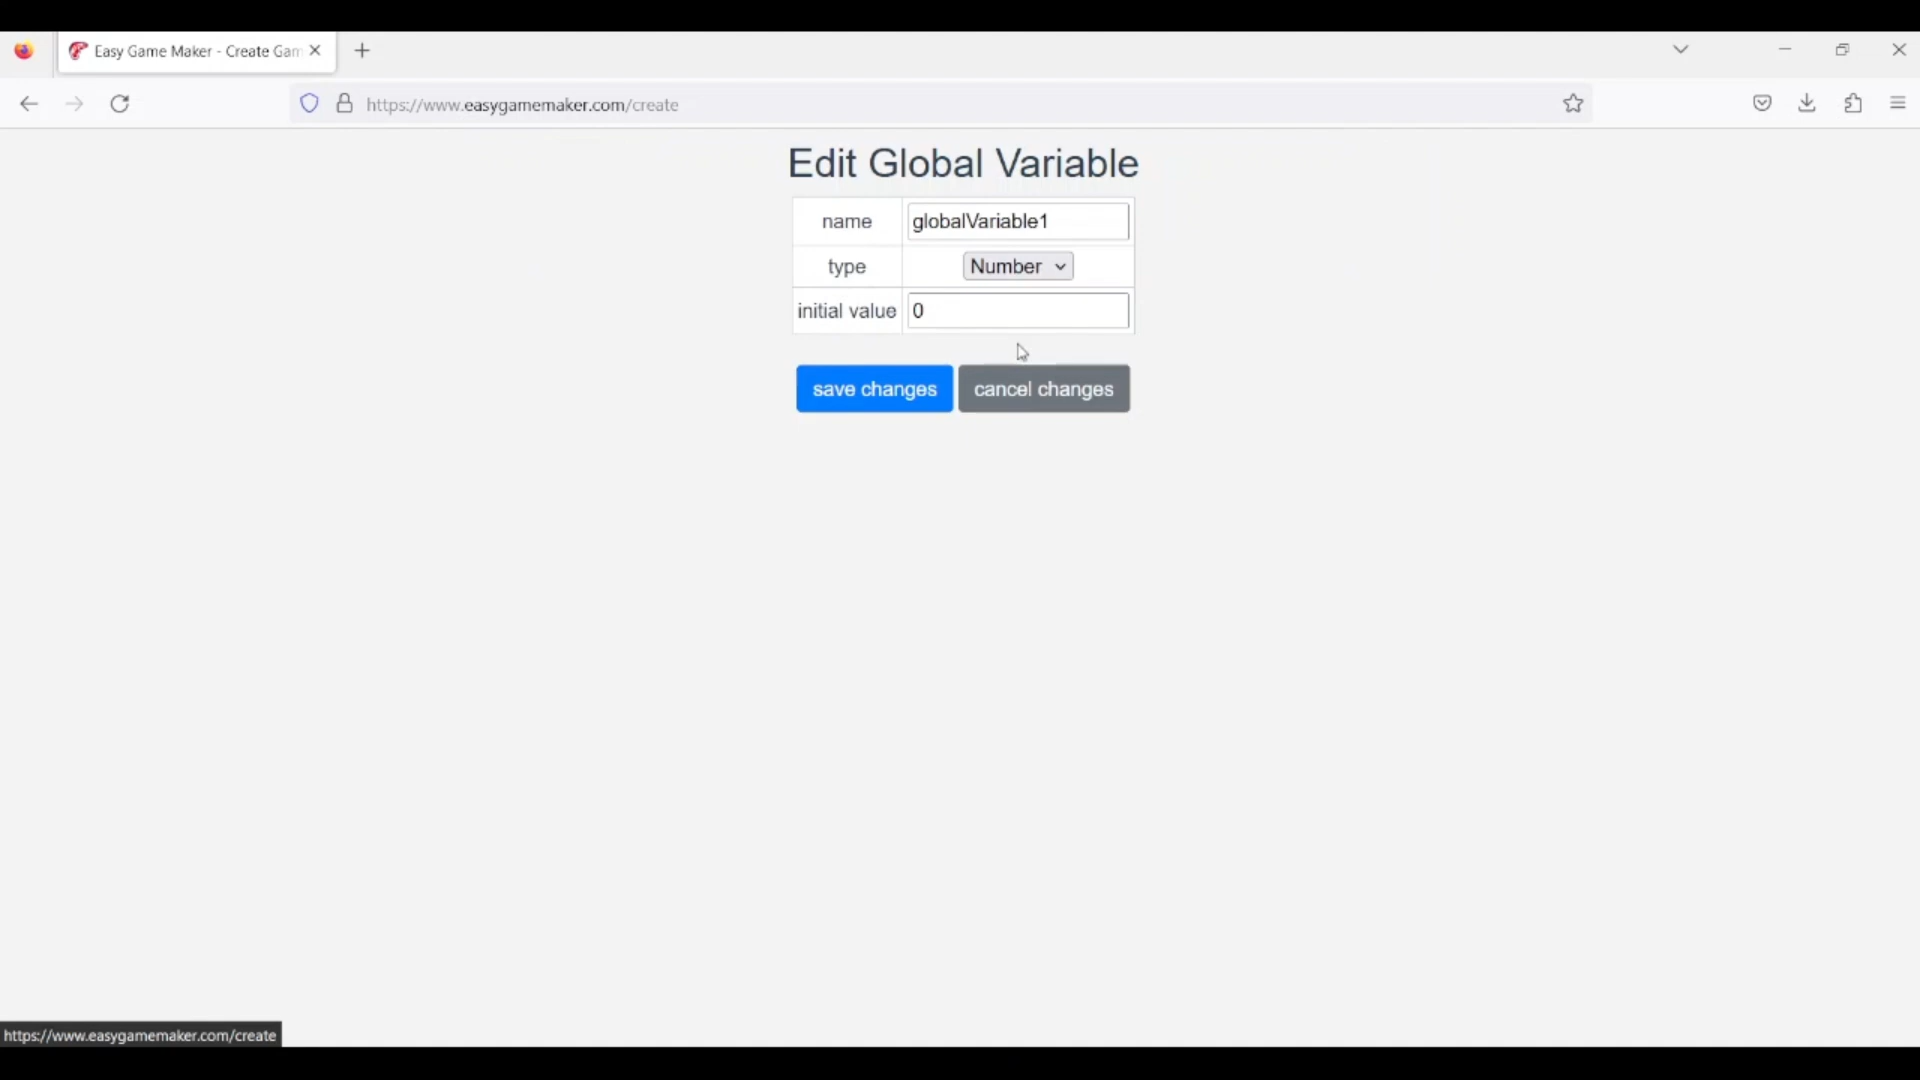 Easy Game Maker - Create Gam
https://www.easygamemaker.com/create
Edit Global Variable
name globalVariable1
type Number
initial value 0
save changes cancel changes
https://www.easygamemaker.com/create